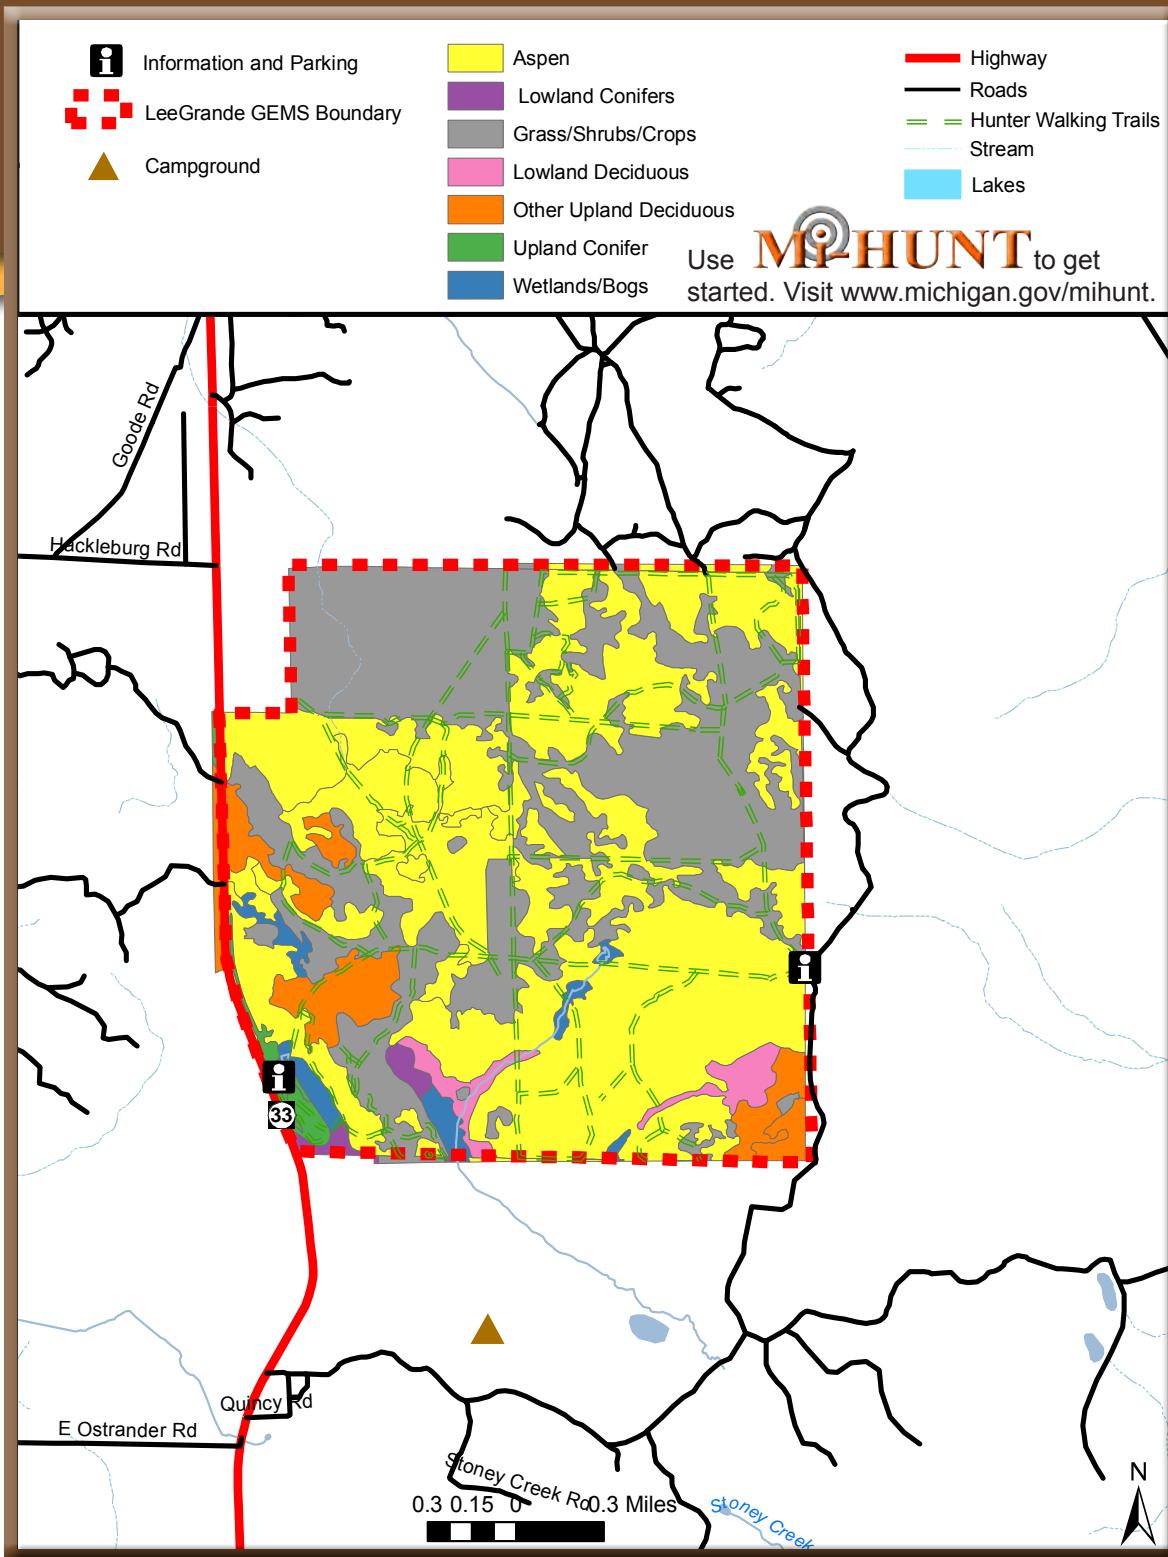 Information and Parking
LeeGrande GEMS Boundary
Campground
Aspen
Lowland Conifers
Grass/Shrubs/Crops
Lowland Deciduous
Other Upland Deciduous
Upland Conifer
Wetlands/Bogs
Highway
Roads
Hunter Walking Trails
Stream
Lakes
Use Mi-HUNT to get
started. Visit www.michigan.gov/mihunt.
Goode Rd
Hackleburg Rd
33
Quincy Rd
E Ostrander Rd
Stoney Creek Rd
0.3 0.15 0 0.3 Miles
Stoney Creek
N